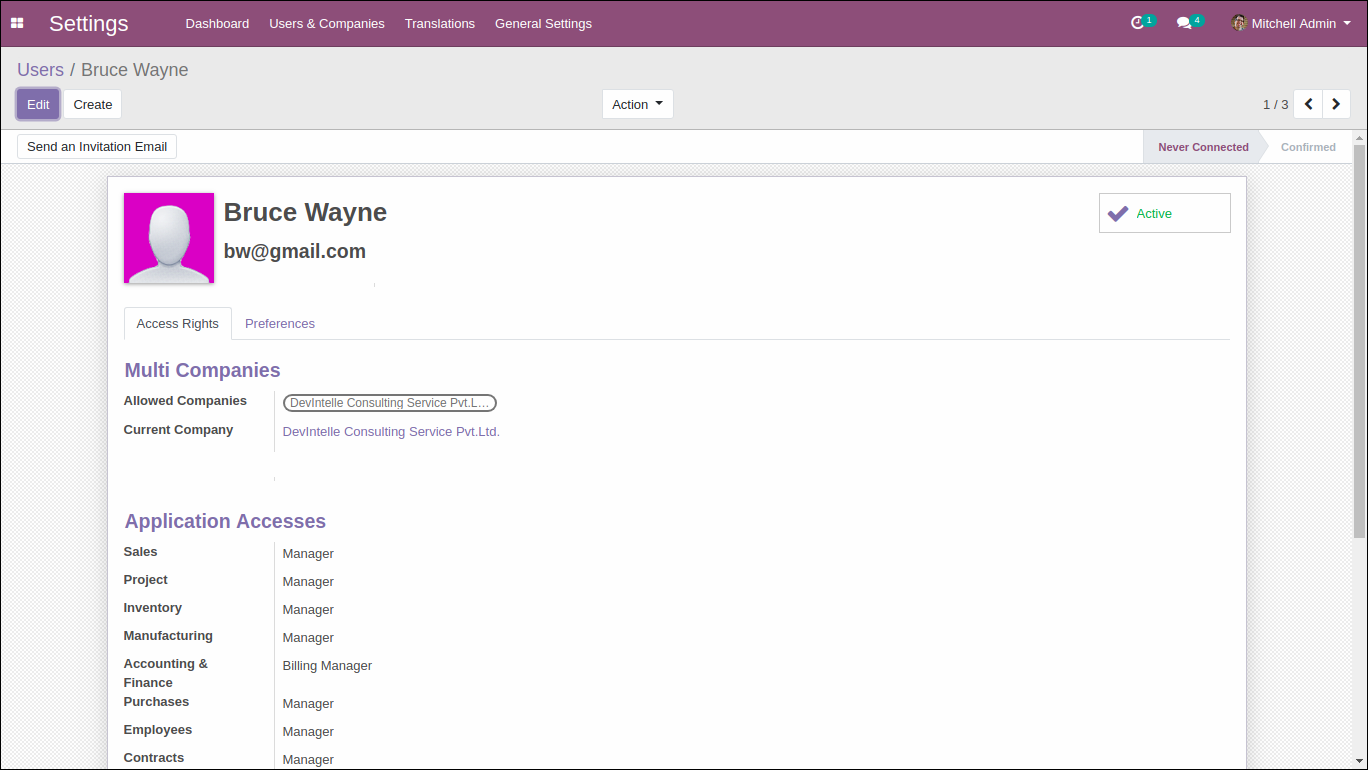 Settings Dashboard Users & Companies Translations General Settings 1 4 Mitchell Admin
Users / Bruce Wayne
Edit Create Action 1 / 3
Send an Invitation Email Never Connected Confirmed
Bruce Wayne
Active
bw@gmail.com
Access Rights Preferences
Multi Companies
Allowed Companies DevIntelle Consulting Service Pvt.L...
Current Company DevIntelle Consulting Service Pvt.Ltd.
Application Accesses
Sales Manager
Project Manager
Inventory Manager
Manufacturing Manager
Accounting & Billing Manager
Finance
Purchases Manager
Employees Manager
Contracts Manager